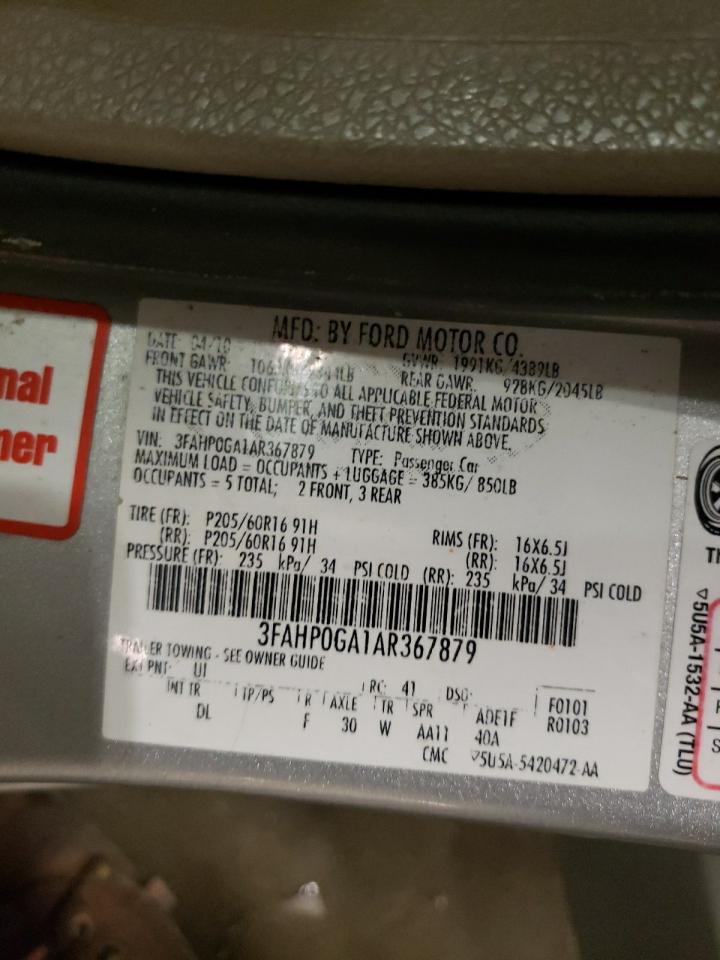 MFD: BY FORD MOTOR CO.
DATE: 04/10 GVWR: 1991KG/4389LB
FRONT GAWR: REAR GAWR: 928KG/2045LB
THIS VEHICLE CONFORMS TO ALL APPLICABLE FEDERAL MOTOR
VEHICLE SAFETY, BUMPER, AND THEFT PREVENTION STANDARDS
IN EFFECT ON THE DATE OF MANUFACTURE SHOWN ABOVE.
VIN: 3FAHP0GA1AR367879 TYPE: Passenger Car
MAXIMUM LOAD = OCCUPANTS + LUGGAGE = 385KG/ 850LB
OCCUPANTS = 5 TOTAL; 2 FRONT, 3 REAR
TIRE (FR): P205/60R16 91H RIMS (FR): 16X6.5J
(RR): P205/60R16 91H (RR): 16X6.5J
PRESSURE (FR): 235 kPa/ 34 PSI COLD (RR): 235 kPa/ 34 PSI COLD
3FAHP0GA1AR367879
TRAILER TOWING - SEE OWNER GUIDE
EXT PNT: UI RC: 41 DSO: F0101
INT TR TP/PS R AXLE TR SPR ADE1F R0103
DL F 30 W AA11 40A
CMC ▽5U5A-5420472-AA
nal
ner
TH
▽5U5A-1532-AA (TLU)
S